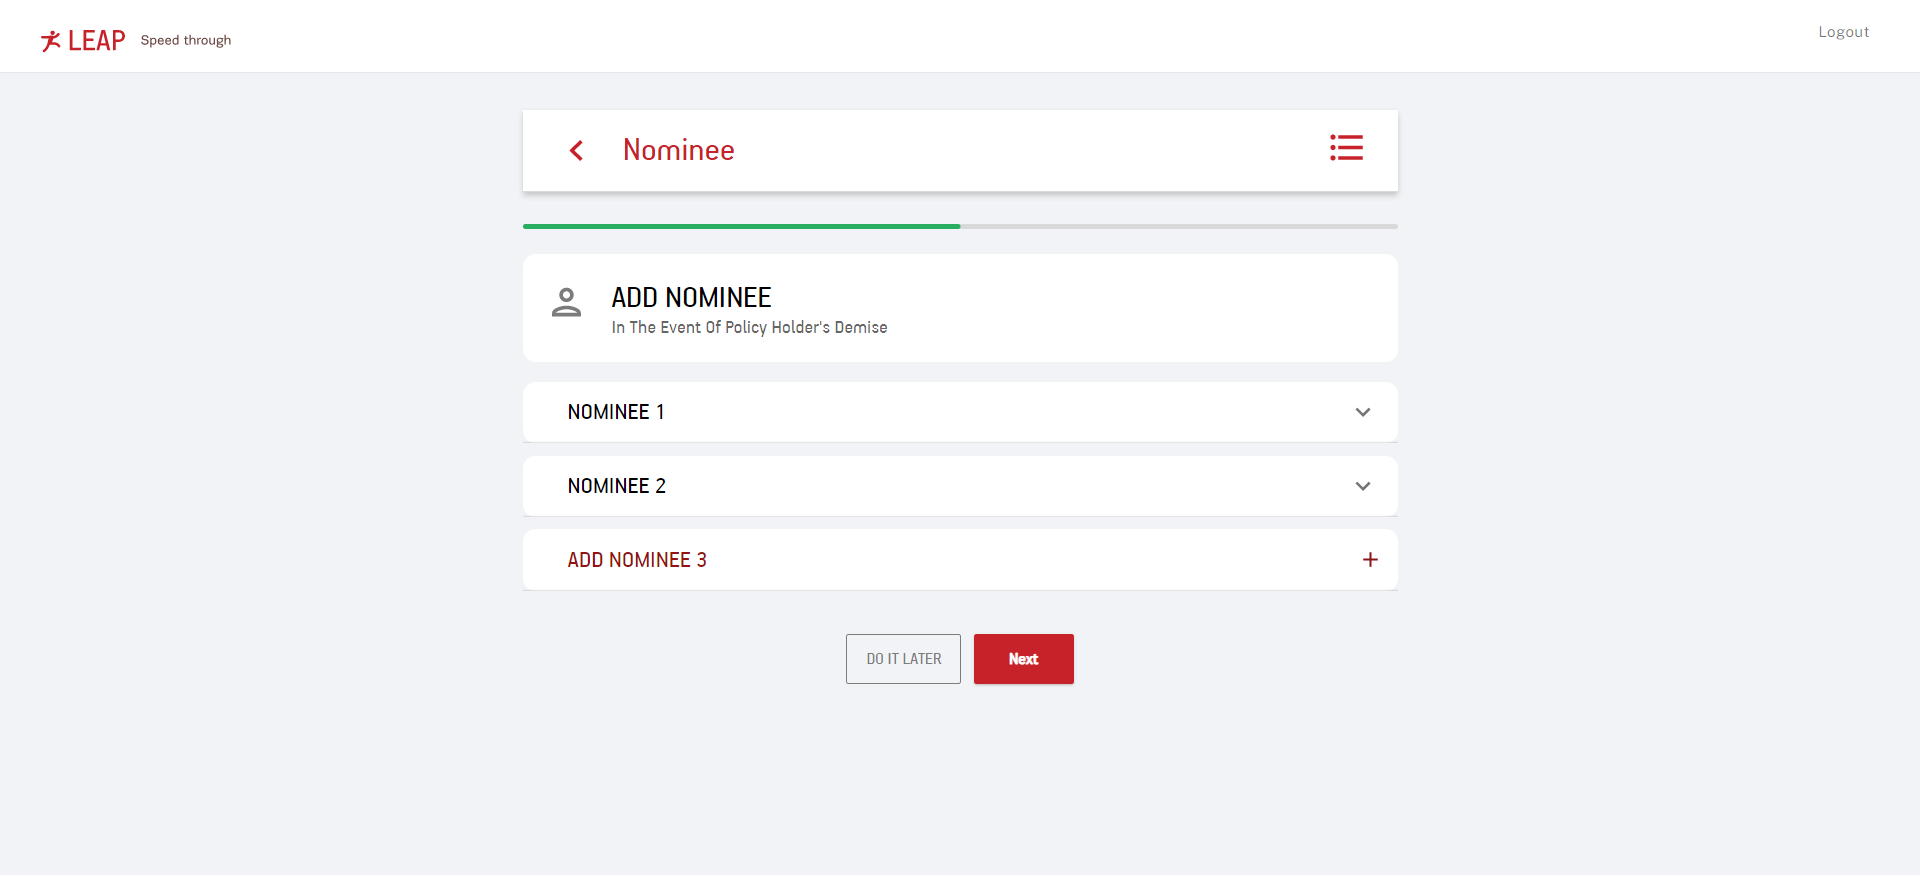 LEAP Speed through
Logout
Nominee
ADD NOMINEE
In The Event Of Policy Holder's Demise
NOMINEE 1
NOMINEE 2
ADD NOMINEE 3
DO IT LATER
Next